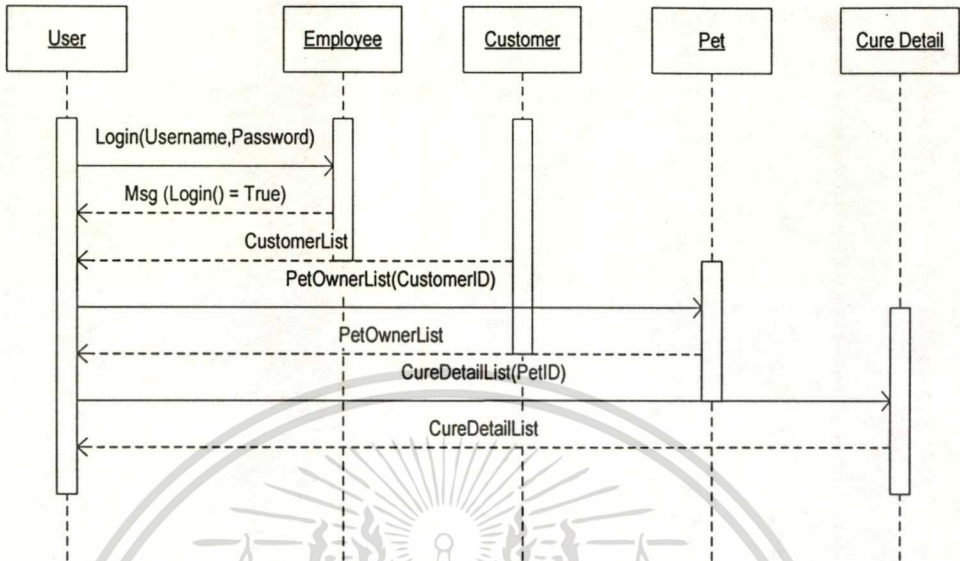 User
Employee
Customer
Pet
Cure Detail
Login(Username,Password)
Msg (Login() = True)
CustomerList
PetOwnerList(CustomerID)
PetOwnerList
CureDetailList(PetID)
CureDetailList